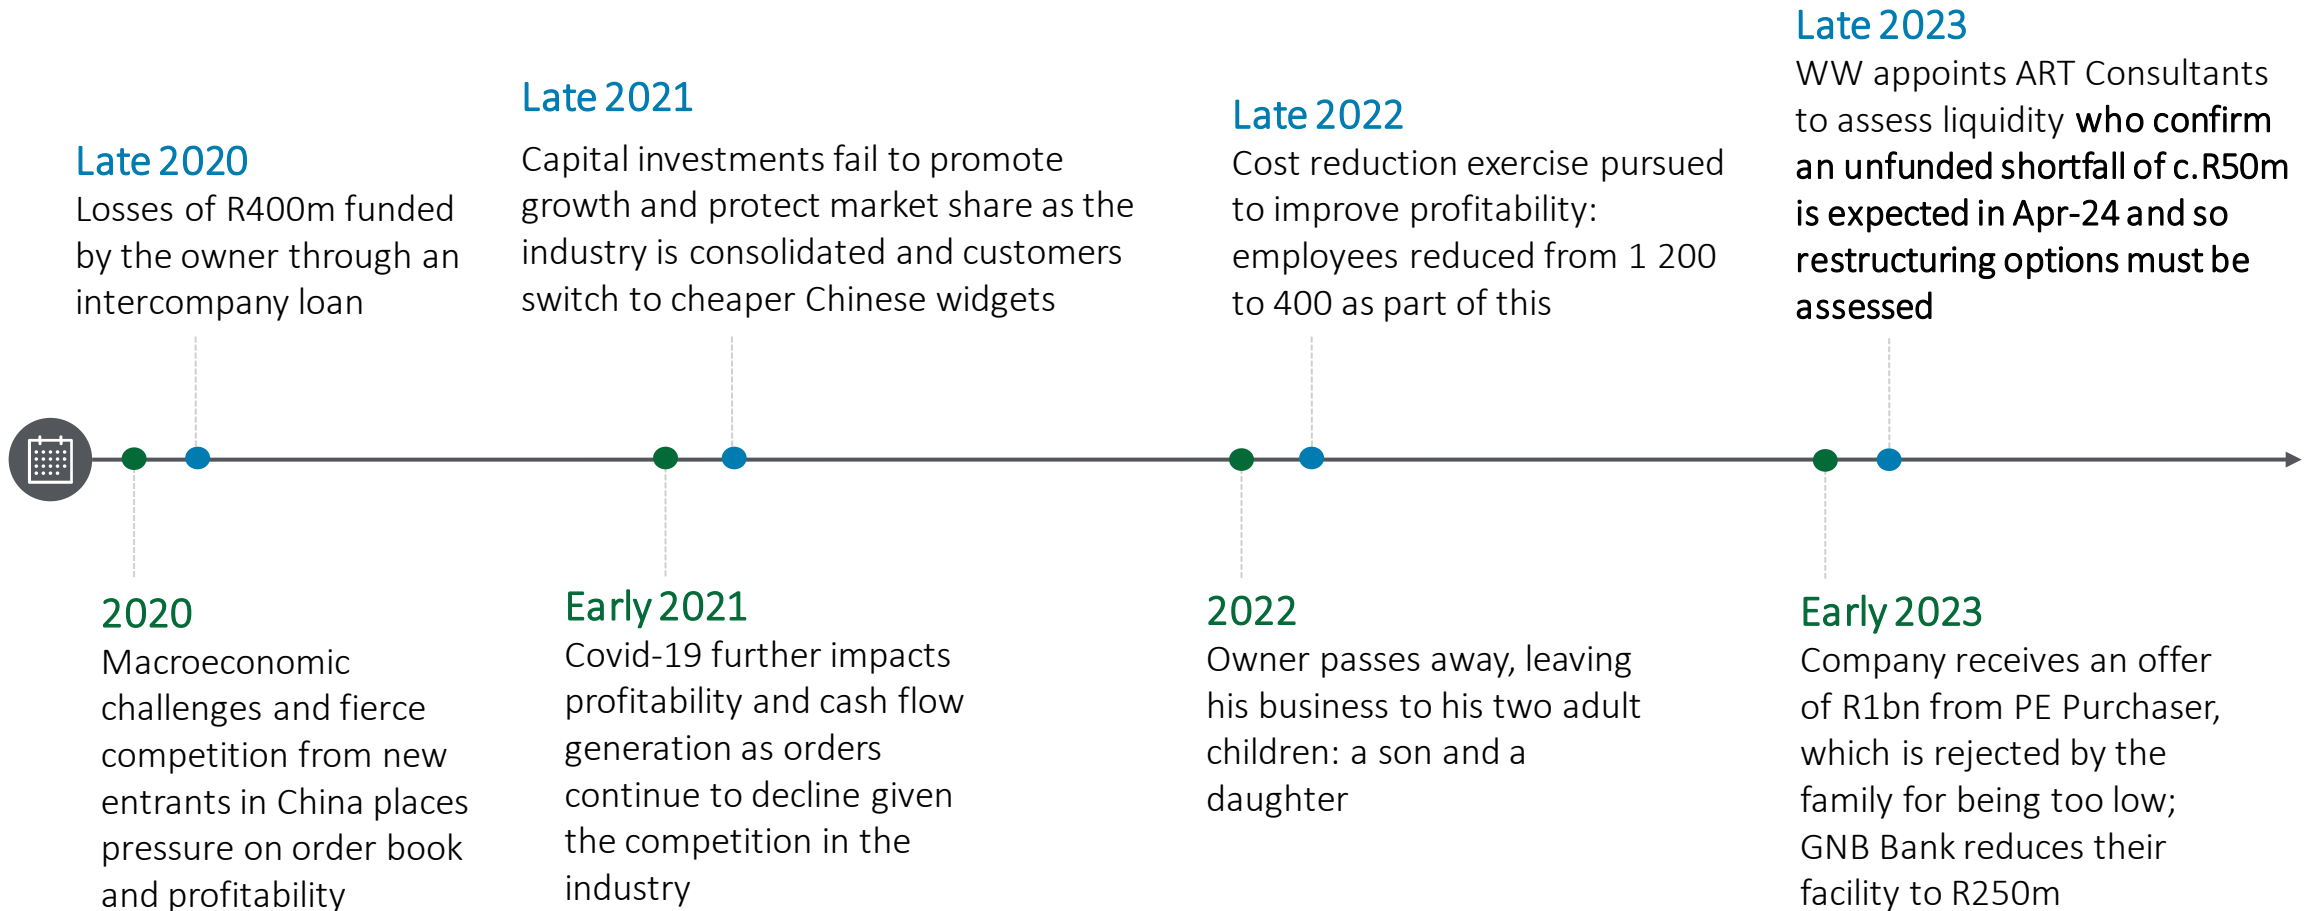 Late 2020
Losses of R400m funded
by the owner through an
intercompany loan
Late 2021
Capital investments fail to promote
growth and protect market share as the
industry is consolidated and customers
switch to cheaper Chinese widgets
Late 2022
Cost reduction exercise pursued
to improve profitability:
employees reduced from 1 200
to 400 as part of this
Late 2023
WW appoints ART Consultants
to assess liquidity who confirm
an unfunded shortfall of c.R50m
is expected in Apr-24 and so
restructuring options must be
assessed
2020
Macroeconomic
challenges and fierce
competition from new
entrants in China places
pressure on order book
and profitability
Early 2021
Covid-19 further impacts
profitability and cash flow
generation as orders
continue to decline given
the competition in the
industry
2022
Owner passes away, leaving
his business to his two adult
children: a son and a
daughter
Early 2023
Company receives an offer
of R1bn from PE Purchaser,
which is rejected by the
family for being too low;
GNB Bank reduces their
facility to R250m